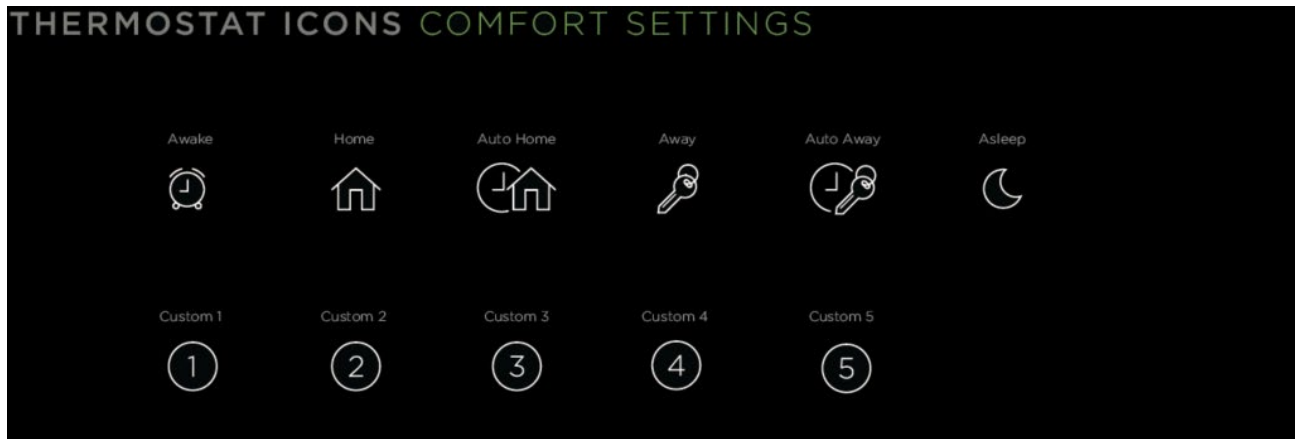 THERMOSTAT ICONS COMFORT SETTINGS
Awake Home Auto Home Away Auto Away Asleep
Custom 1 Custom 2 Custom 3 Custom 4 Custom 5
1 2 3 4 5